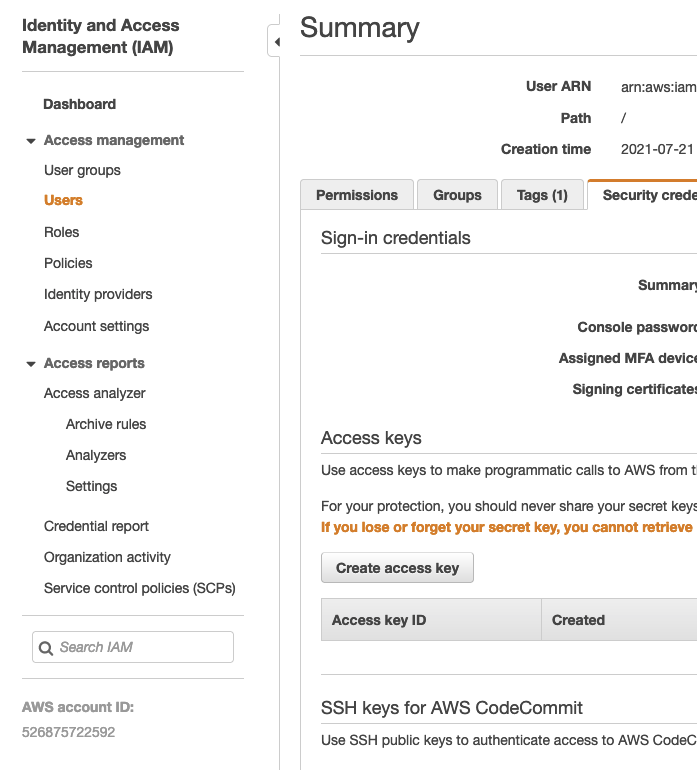 Identity and Access
Management (IAM)
Dashboard
Access management
User groups
Users
Roles
Policies
Identity providers
Account settings
Access reports
Access analyzer
Archive rules
Analyzers
Settings
Credential report
Organization activity
Service control policies (SCPs)
Search IAM
AWS account ID:
526875722592
Summary
User ARN arn:aws:iam
Path /
Creation time 2021-07-21
Permissions Groups Tags (1) Security crede
Sign-in credentials
Summary
Console password
Assigned MFA device
Signing certificates
Access keys
Use access keys to make programmatic calls to AWS from t
For your protection, you should never share your secret keys
If you lose or forget your secret key, you cannot retrieve
Create access key
Access key ID Created
SSH keys for AWS CodeCommit
Use SSH public keys to authenticate access to AWS CodeC